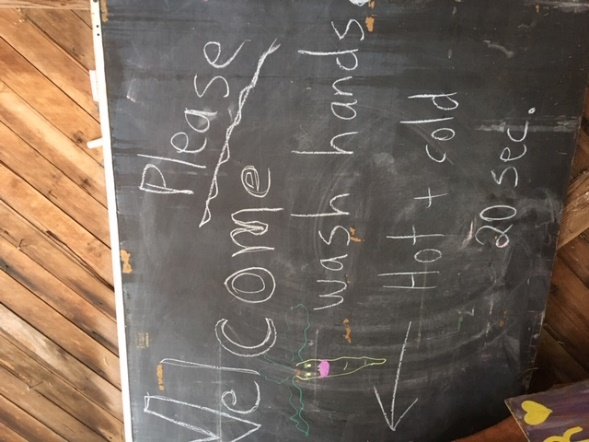 Welcome
Please
wash hands
Hot + cold
20 sec.